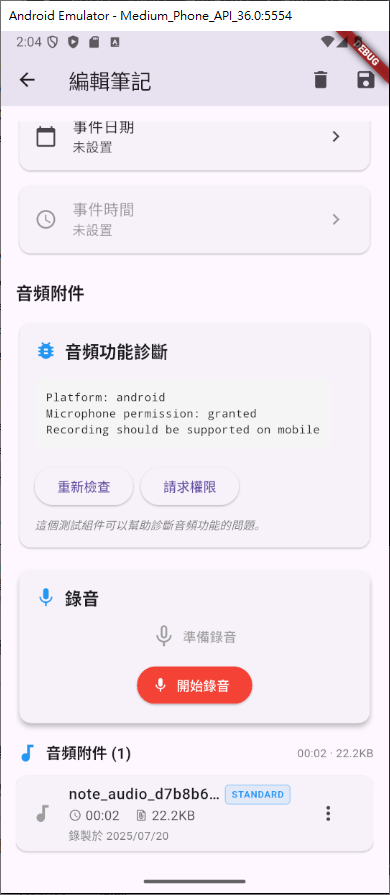 Android Emulator - Medium_Phone_API_36.0:5554
2:04
DEBUG
編輯筆記
事件日期
未設置
事件時間
未設置
音頻附件
音頻功能診斷
Platform: android
Microphone permission: granted
Recording should be supported on mobile
重新檢查 請求權限
這個測試組件可以幫助診斷音頻功能的問題。
錄音
準備錄音
開始錄音
音頻附件 (1) 00:02 · 22.2KB
note_audio_d7b8b6... STANDARD
00:02 22.2KB
錄製於 2025/07/20